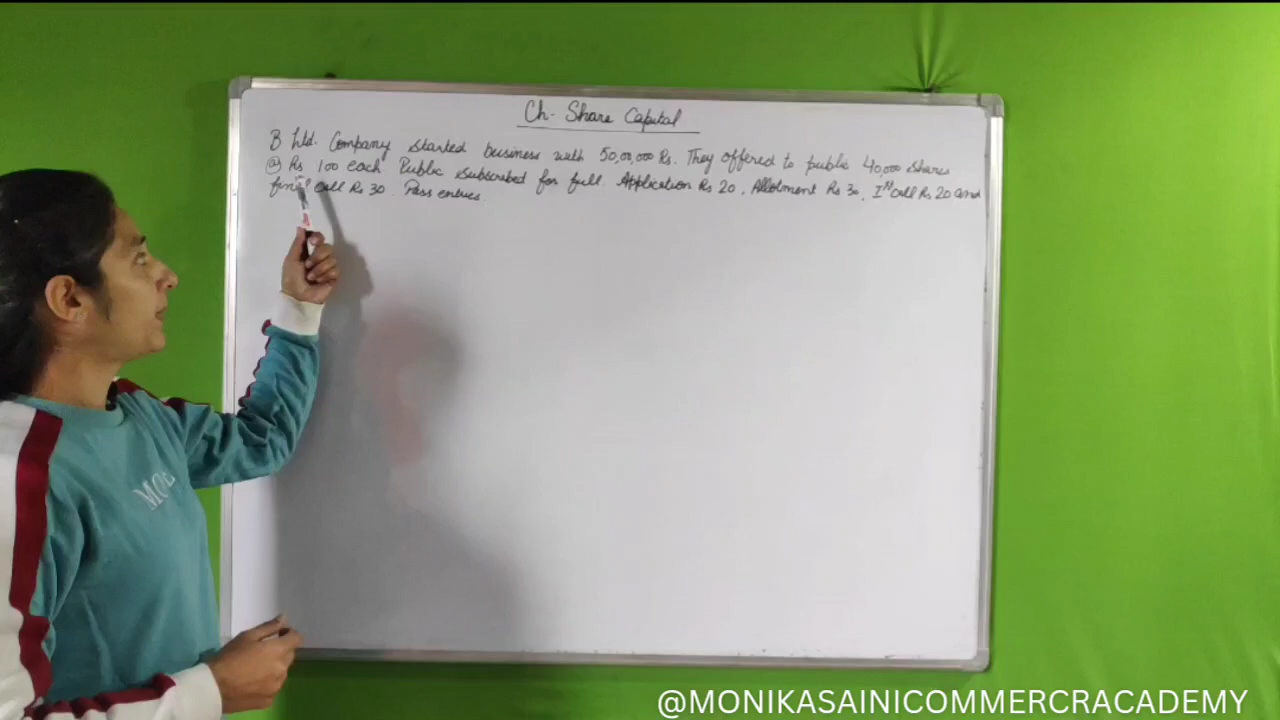 Ch- Share Capital
B Ltd. Company started business with 50,00,000 Rs. They offered to public 40,000 shares
@ Rs 100 each Public subscribed for full. Application Rs 20, Allotment Rs 30, Ist Call Rs 20 and
final call Rs 30. Pass entries.
@MONIKASAINICOMMERCRACADEMY